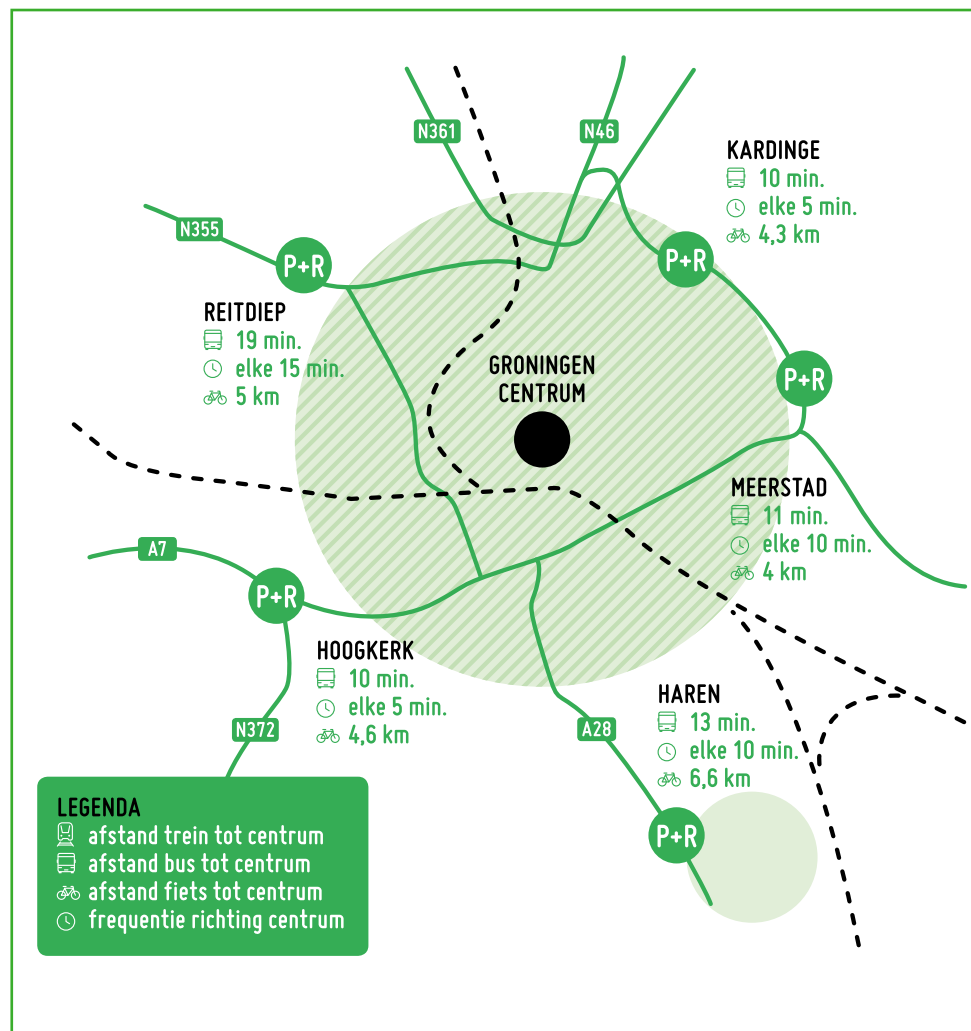 N361
N46
KARDINGE
10 min.
elke 5 min.
4,3 km
N355
P+R
P+R
REITDIEP
19 min.
elke 15 min.
5 km
GRONINGEN
CENTRUM
P+R
MEERSTAD
11 min.
elke 10 min.
4 km
A7
P+R
HOOGKERK
10 min.
elke 5 min.
4,6 km
N372
A28
HAREN
13 min.
elke 10 min.
6,6 km
P+R
LEGENDA
afstand trein tot centrum
afstand bus tot centrum
afstand fiets tot centrum
frequentie richting centrum